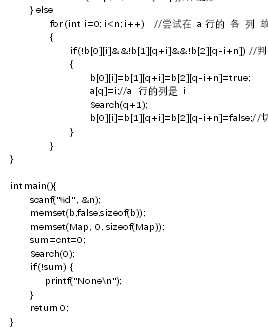 } else
for(int i=0; i<n;i++) //尝试在 a 行的 各 列 放
{
if(!b[0][i]&&!b[1][q+i]&&!b[2][q-i+n]) //判
{
b[0][i]=b[1][q+i]=b[2][q-i+n]=true;
a[q]=i;//a 行的列是 i
Search(q+1);
b[0][i]=b[1][q+i]=b[2][q-i+n]=false;//切
}
}
}
int main(){
scanf("%d", &n);
memset(b,false,sizeof(b));
memset(Map, 0, sizeof(Map));
sum=cnt=0;
Search(0);
if(!sum) {
printf("None\n");
}
return 0;
}